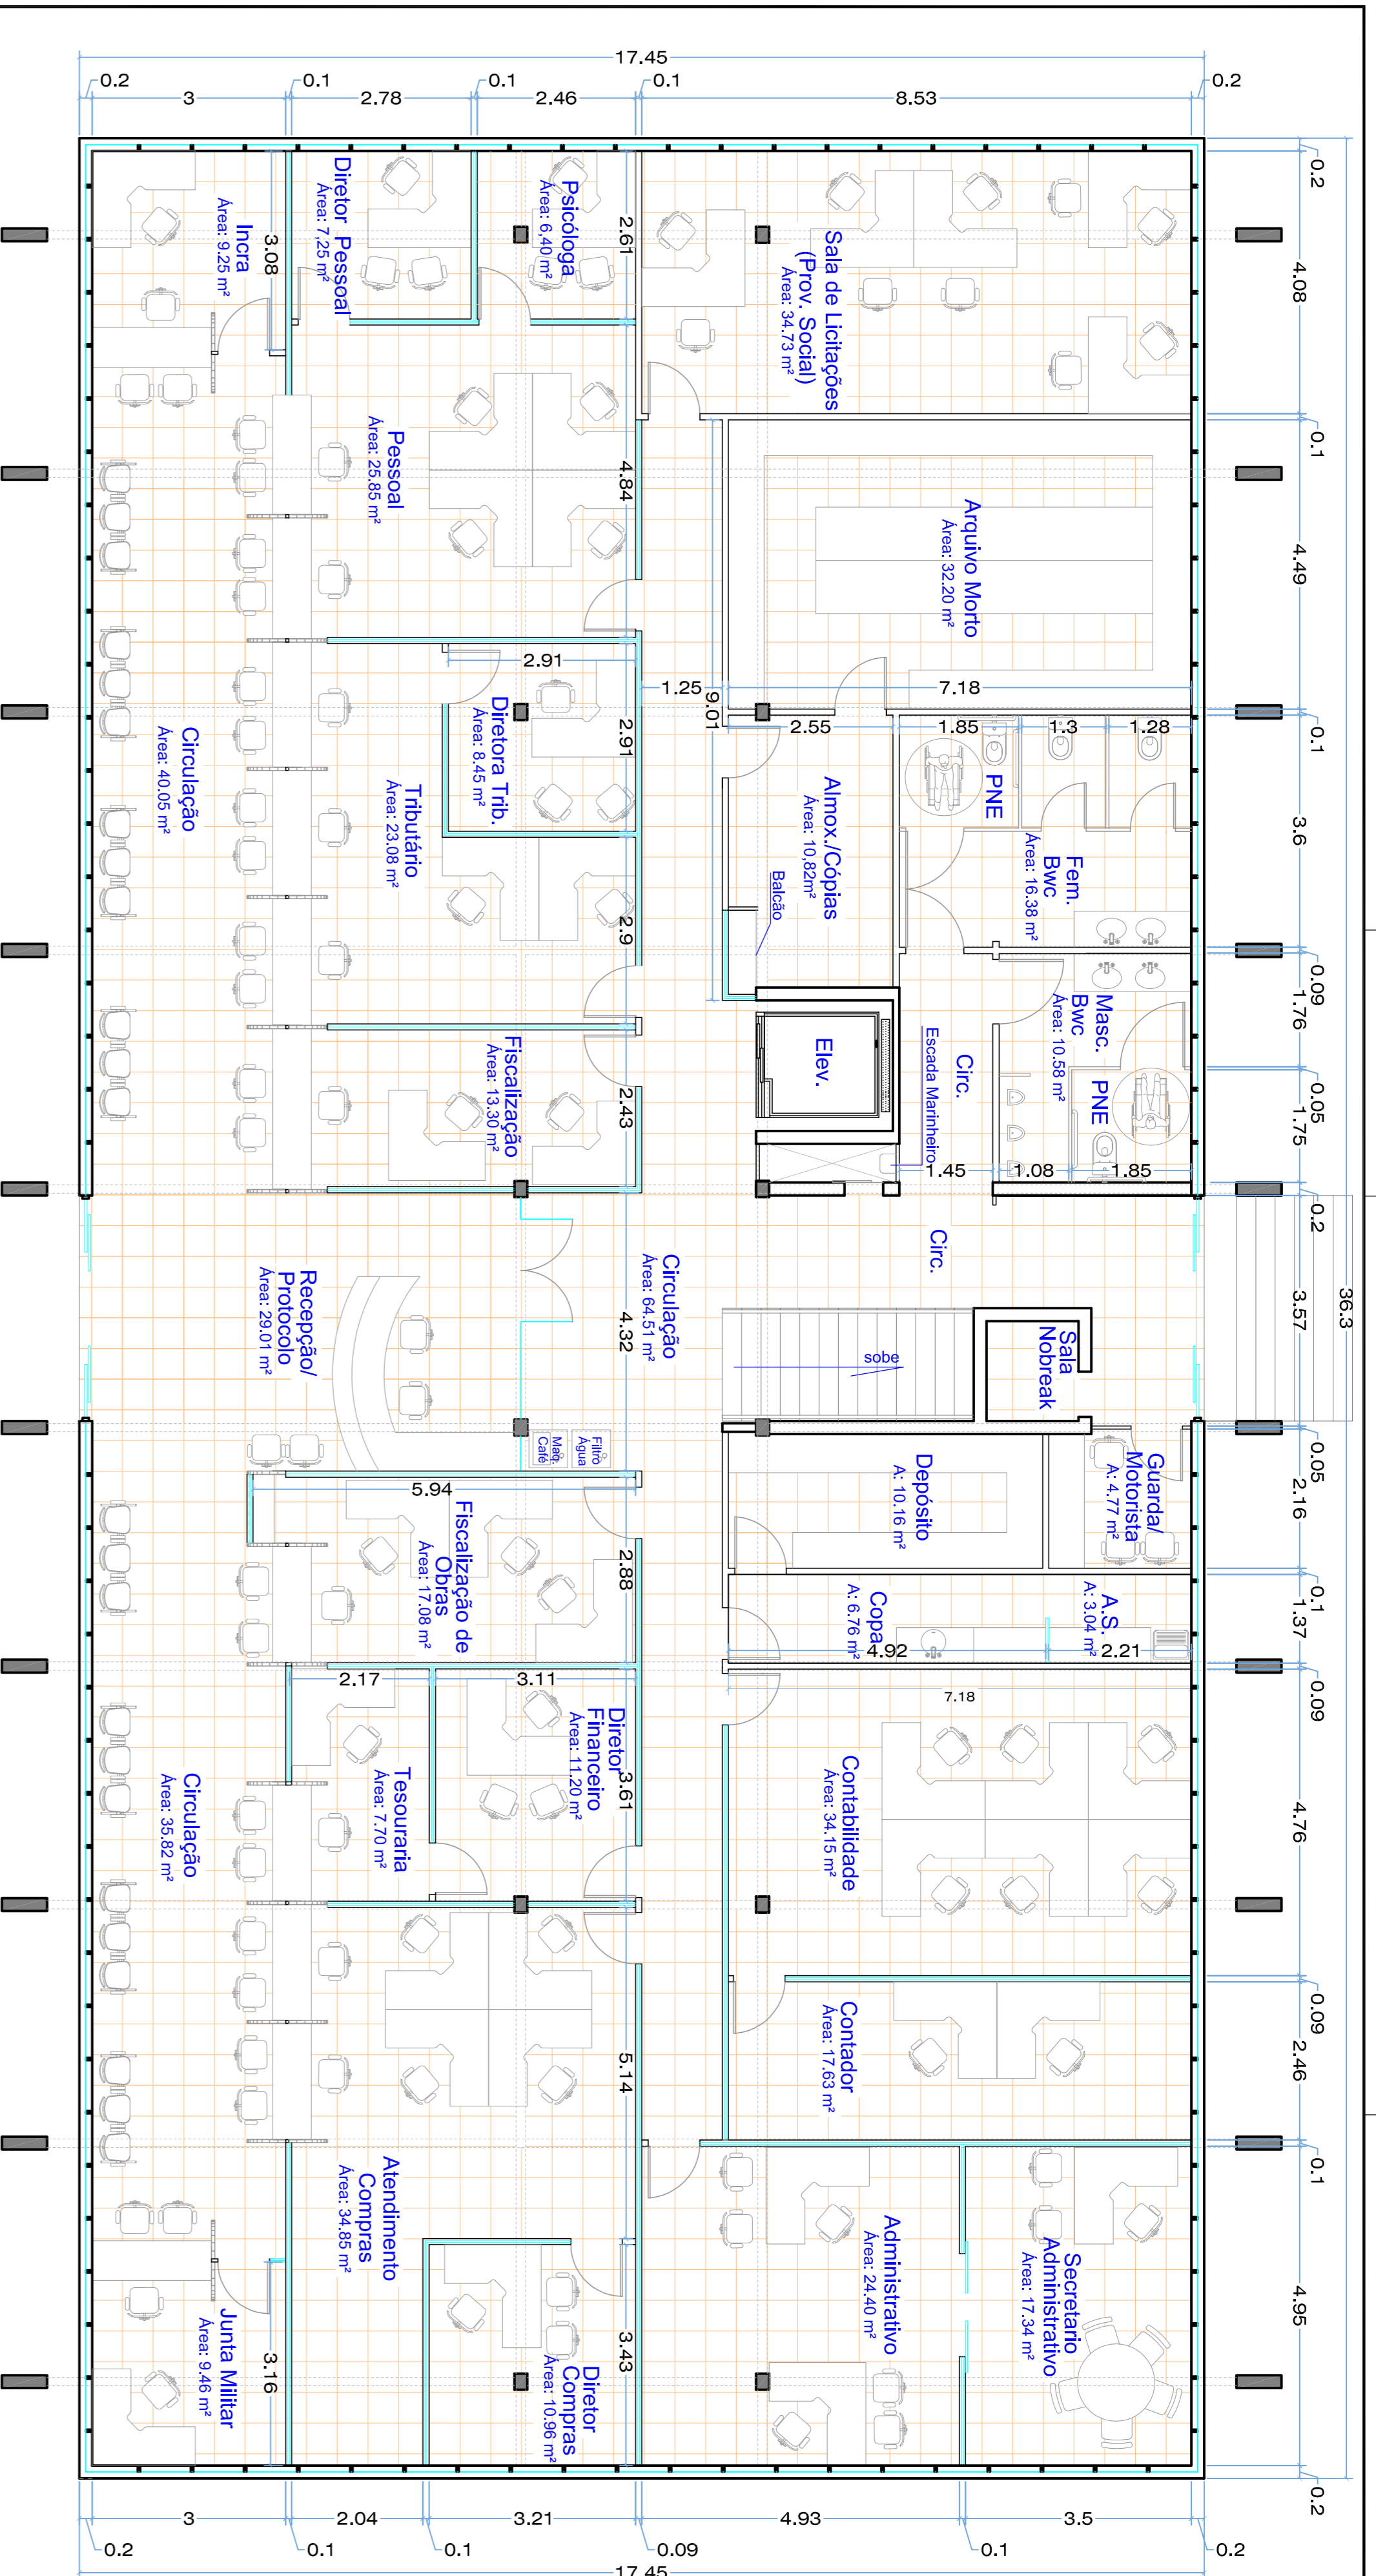 17.45
0.2
3
0.1
2.78
0.1
2.46
0.1
8.53
0.2
0.2
4.08
0.1
4.49
0.1
3.6
0.09
1.76
0.05
1.75
0.2
3.57
36.3
0.05
2.16
0.1
1.37
0.09
4.76
0.09
2.46
0.1
4.95
0.2
Incra
Área: 9.25 m²
3.08
Diretor Pessoal
Área: 7.25 m²
Psicóloga
Área: 6,40 m²
2.61
Sala de Licitações
(Prov. Social)
Área: 34.73 m²
Pessoal
Área: 25.85 m²
4.84
Arquivo Morto
Área: 32.20 m²
2.91
Diretora Trib.
Área: 8.45 m²
2.91
1.25
9.01
7.18
2.55
1.85
1.3
1.28
PNE
Almox./Cópias
Área: 10,82m²
Balcão
Fem.
Bwc
Área: 16.38 m²
Circulação
Área: 40.05 m²
Tributário
Área: 23.08 m²
2.9
Masc.
Bwc
Área: 10.58 m²
PNE
Elev.
Circ.
Escada Marinheiro
Fiscalização
Área: 13.30 m²
2.43
1.45
1.08
1.85
Circ.
Circulação
Área: 64.51 m²
4.32
Recepção/
Protocolo
Área: 29.01 m²
sobe
Sala
Nobreak
Filtro
Água
Maq.
Café
5.94
Fiscalização de
Obras
Área: 17.08 m²
2.88
Depósito
A: 10.16 m²
Guarda/
Motorista
A: 4.77 m²
Copa
A: 6.76 m²
4.92
A.S.
A: 3.04 m²
2.21
2.17
3.11
7.18
Diretor
Financeiro
Área: 11.20 m²
3.61
Tesouraria
Área: 7.70 m²
Contabilidade
Área: 34.15 m²
Circulação
Área: 35.82 m²
Contador
Área: 17.63 m²
5.14
Atendimento
Compras
Área: 34.85 m²
Administrativo
Área: 24.40 m²
Secretario
Administrativo
Área: 17.34 m²
Diretor
Compras
Área: 10.96 m²
3.43
Junta Militar
Área: 9.46 m²
3.16
0.2
3
0.1
2.04
0.1
3.21
0.09
4.93
0.1
3.5
0.2
17.45